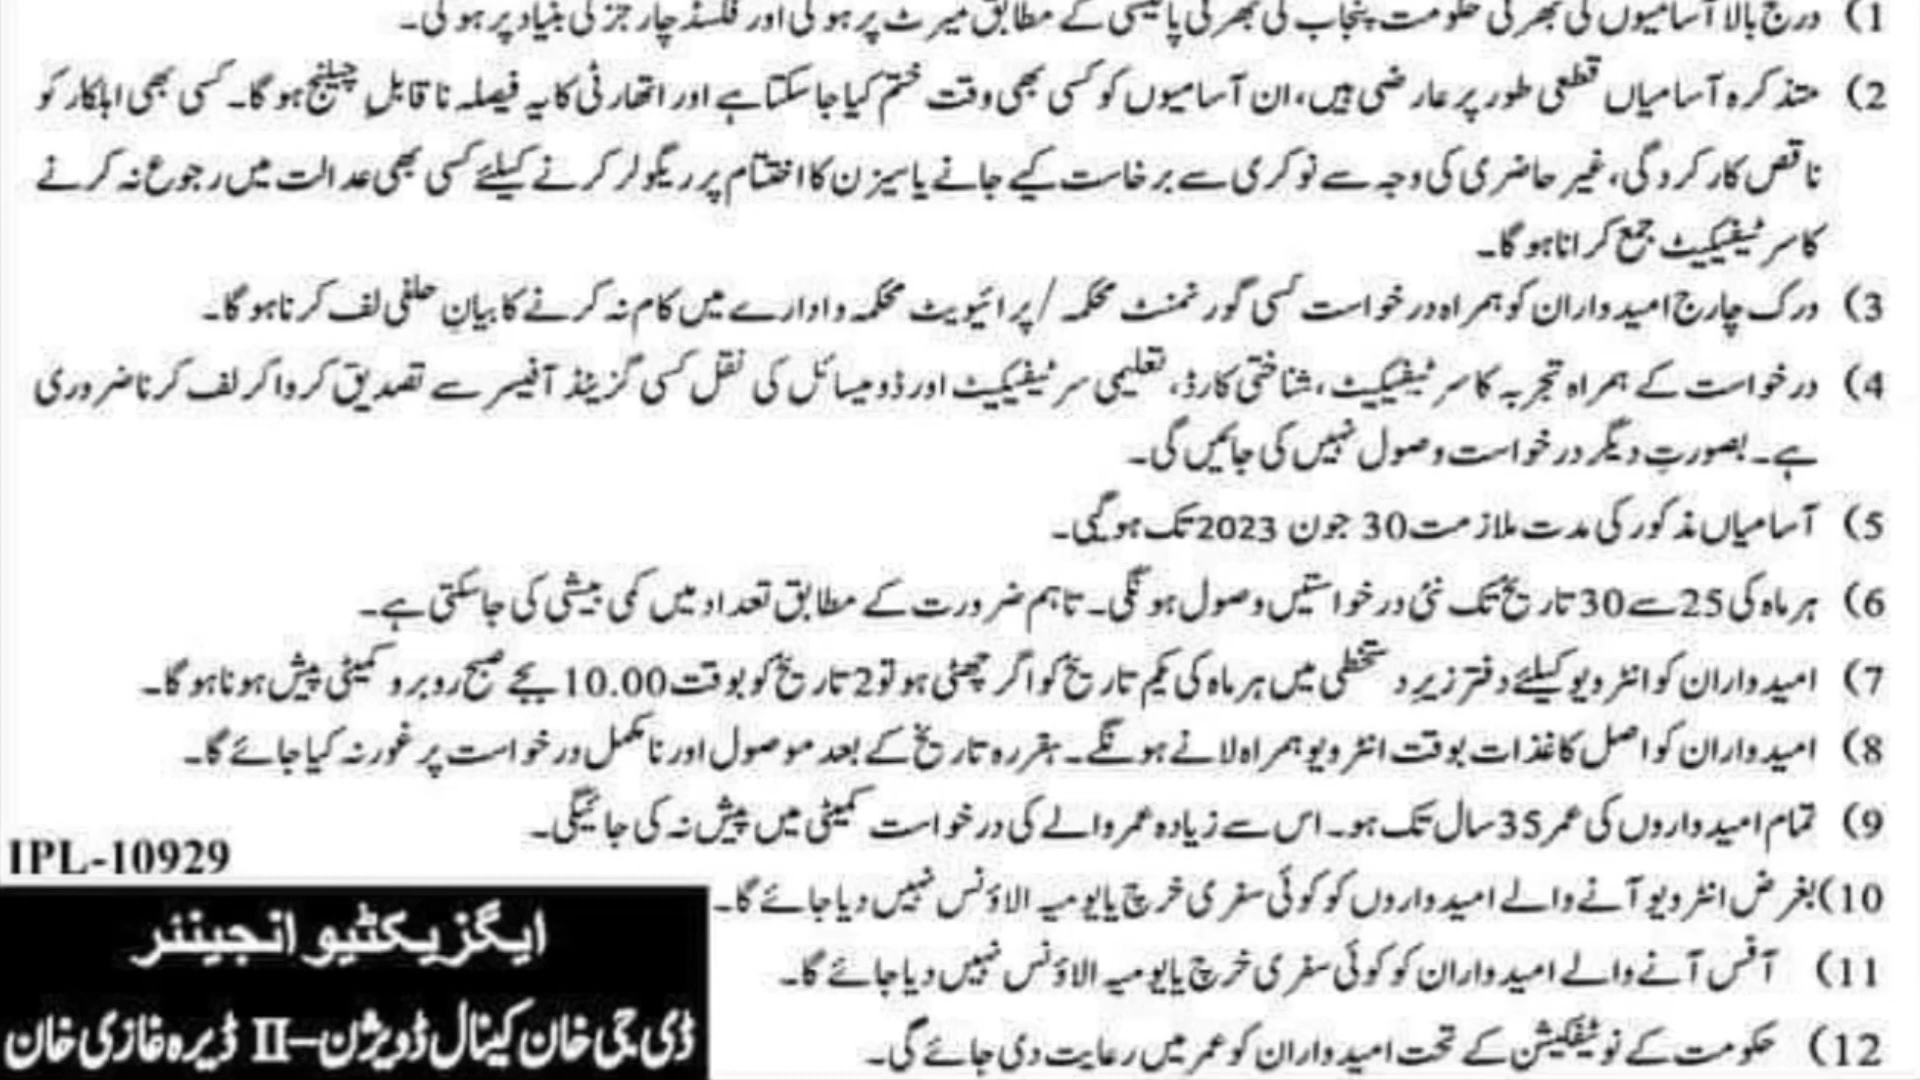 1) درج بالا آسامیوں کی بھرتی حکومت پنجاب کی بھرتی پالیسی کے مطابق میرٹ پر ہوگی اور فکسڈ چارجز کی بنیاد پر ہوگی۔
2) متذکرہ آسامیاں قطعی طور پر عارضی ہیں، ان آسامیوں کو کسی بھی وقت ختم کیا جا سکتا ہے اور اتھارٹی کا یہ فیصلہ ناقابلِ چیلنج ہوگا۔ کسی بھی اہلکار کو
ناقص کارکردگی، غیر حاضری کی وجہ سے نوکری سے برخاست کیے جانے یا سیزن کا اختتام پر ریگولر کرنے کیلئے کسی بھی عدالت میں رجوع نہ کرنے
کا سرٹیفیکیٹ جمع کرانا ہوگا۔
3) ورک چارج امیدواران کو ہمراہ درخواست کسی گورنمنٹ محکمہ / پرائیویٹ محکمہ و ادارے میں کام نہ کرنے کا بیانِ حلفی لف کرنا ہوگا۔
4) درخواست کے ہمراہ تجربہ کا سرٹیفیکیٹ، شناختی کارڈ، تعلیمی سرٹیفیکیٹ اور ڈومیسائل کی نقل کسی گزیٹڈ آفیسر سے تصدیق کروا کر لف کرنا ضروری
ہے۔ بصورتِ دیگر درخواست وصول نہیں کی جائیں گی۔
5) آسامیاں مذکور کی مدت ملازمت 30 جون 2023 تک ہوگی۔
6) ہر ماہ کی 25 سے 30 تاریخ تک نئی درخواستیں وصول ہونگی۔ تاہم ضرورت کے مطابق تعداد میں کمی بیشی کی جا سکتی ہے۔
7) امیدواران کو انٹرویو کیلئے دفتر زیرِ دستخطی میں ہر ماہ کی یکم تاریخ کو اگر چھٹی ہو تو 2 تاریخ کو بوقت 10.00 بجے صبح روبرو کمیٹی پیش ہونا ہوگا۔
8) امیدواران کو اصل کاغذات بوقت انٹرویو ہمراہ لانے ہونگے۔ مقررہ تاریخ کے بعد موصول اور نامکمل درخواست پر غور نہ کیا جائے گا۔
9) تمام امیدواروں کی عمر 35 سال تک ہو۔ اس سے زیادہ عمر والے کی درخواست کمیٹی میں پیش نہ کی جائیگی۔
IPL-10929
10) بغرض انٹرویو آنے والے امیدواروں کو کوئی سفری خرچ یا یومیہ الاؤنس نہیں دیا جائے گا۔
11) آفس آنے والے امیدواران کو کوئی سفری خرچ یا یومیہ الاؤنس نہیں دیا جائے گا۔
12) حکومت کے نوٹیفکیشن کے تحت امیدواران کو عمر میں رعایت دی جائے گی۔
ایگزیکٹیو انجینئر
ڈی جی خان کینال ڈویژن–II ڈیرہ غازی خان